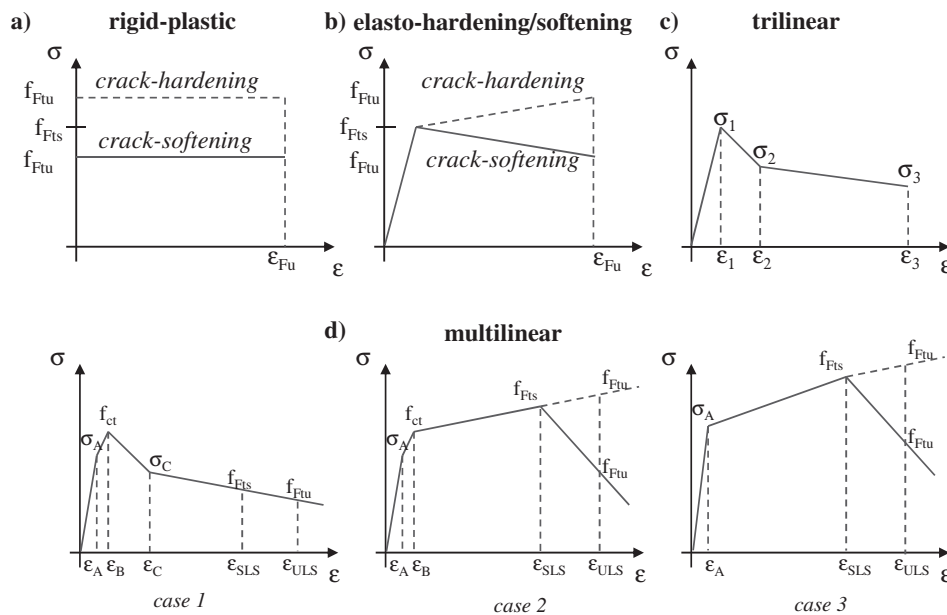 a) rigid-plastic
σ
f_Ftu
crack-hardening
f_Fts
crack-softening
f_Ftu
ε_Fu
ε
b) elasto-hardening/softening
σ
f_Ftu
crack-hardening
f_Fts
f_Ftu
crack-softening
ε_Fu
ε
c) trilinear
σ
σ_1
σ_2
σ_3
ε_1 ε_2 ε_3
ε
d) multilinear
σ
f_ct
σ_A
σ_C
f_Fts f_Ftu
ε_A ε_B ε_C ε_SLS ε_ULS ε
case 1
σ
f_Fts f_Ftu
f_ct
σ_A
f_Ftu
ε_A ε_B ε_SLS ε_ULS ε
case 2
σ
f_Fts f_Ftu
σ_A
f_Ftu
ε_A ε_SLS ε_ULS ε
case 3